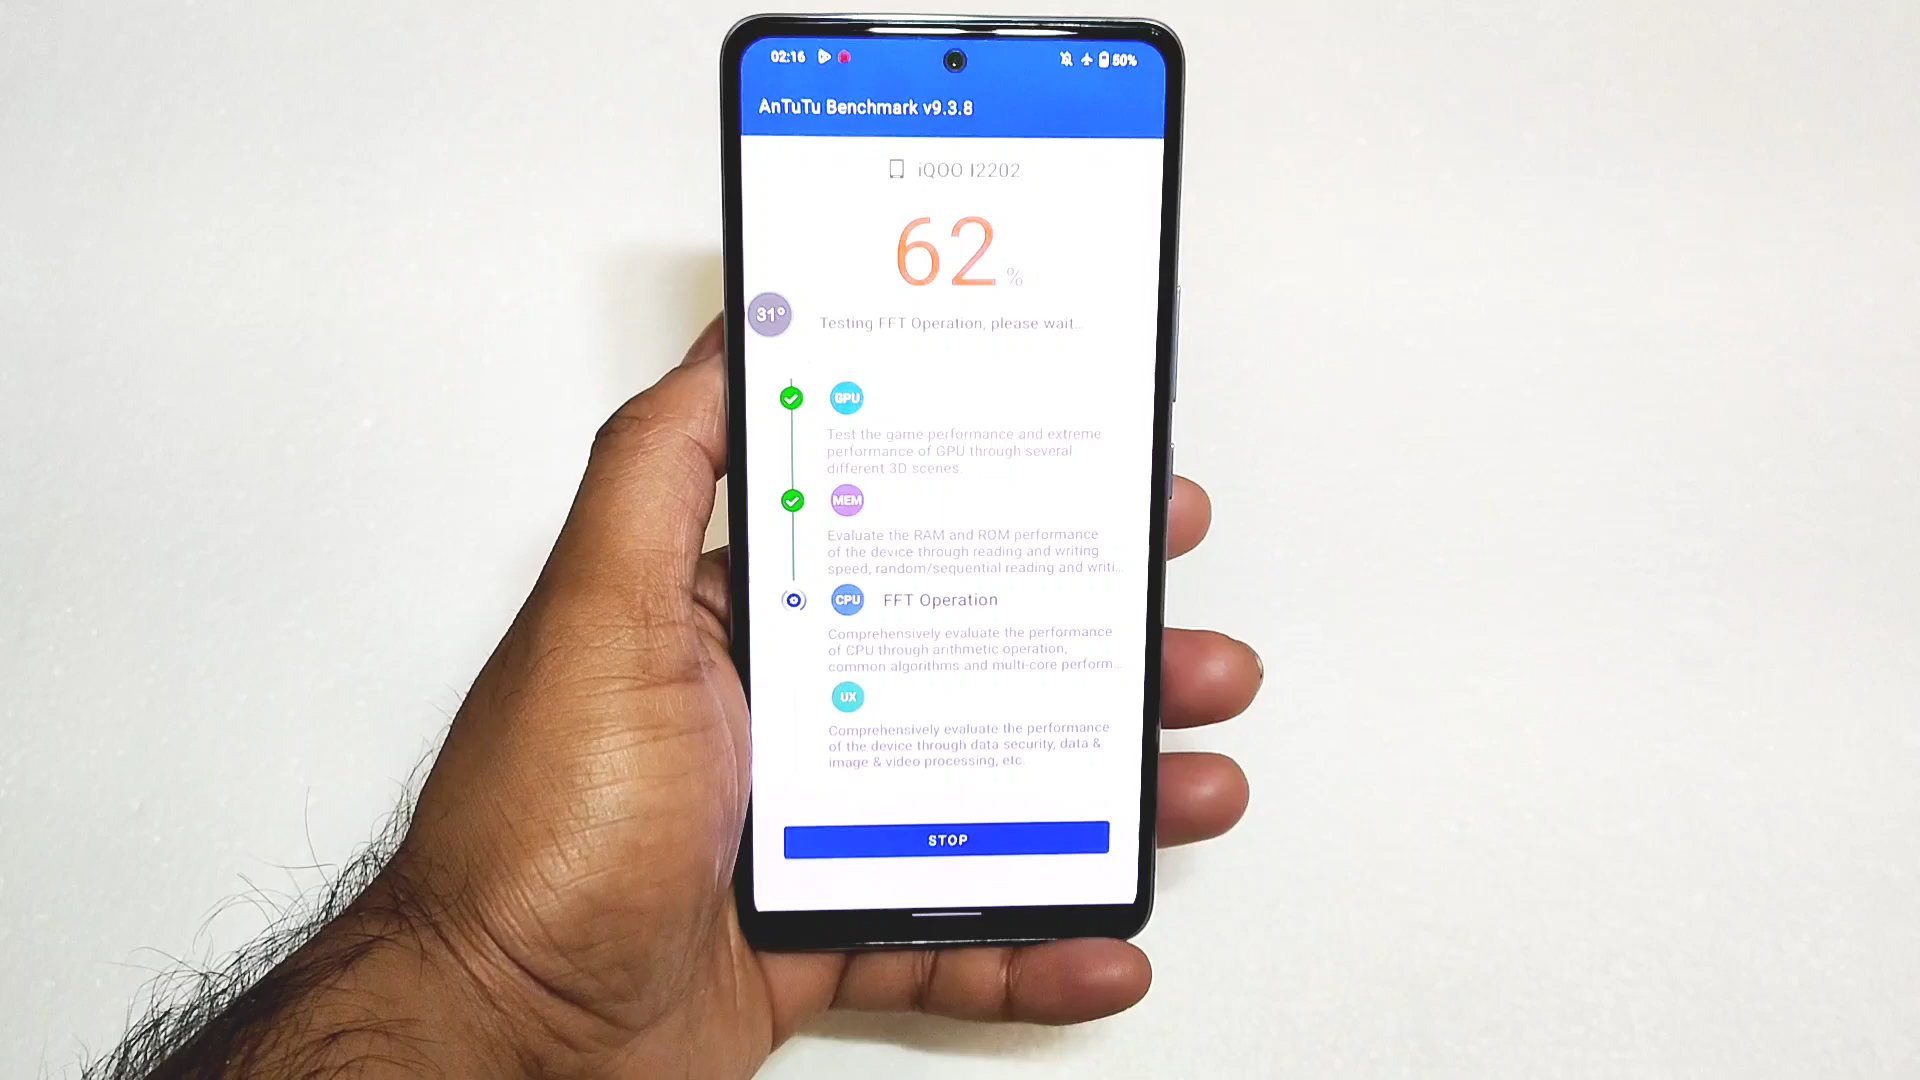 02:16 50%
AnTuTu Benchmark v9.3.8
iQOO I2202
62 %
31°
Testing FFT Operation, please wait...
GPU
Test the game performance and extreme
performance of GPU through several
different 3D scenes.
MEM
Evaluate the RAM and ROM performance
of the device through reading and writing
speed, random/sequential reading and writi...
CPU FFT Operation
Comprehensively evaluate the performance
of CPU through arithmetic operation,
common algorithms and multi-core perform...
UX
Comprehensively evaluate the performance
of the device through data security, data &
image & video processing, etc.
STOP